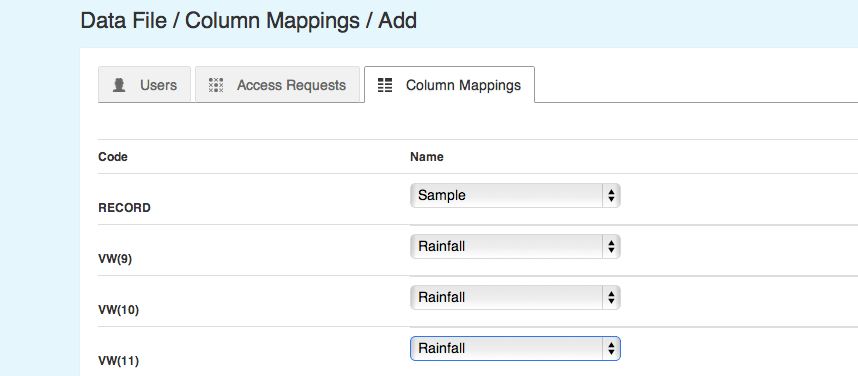 Data File / Column Mappings / Add
Users Access Requests Column Mappings
Code Name
RECORD Sample
VW(9) Rainfall
VW(10) Rainfall
VW(11) Rainfall